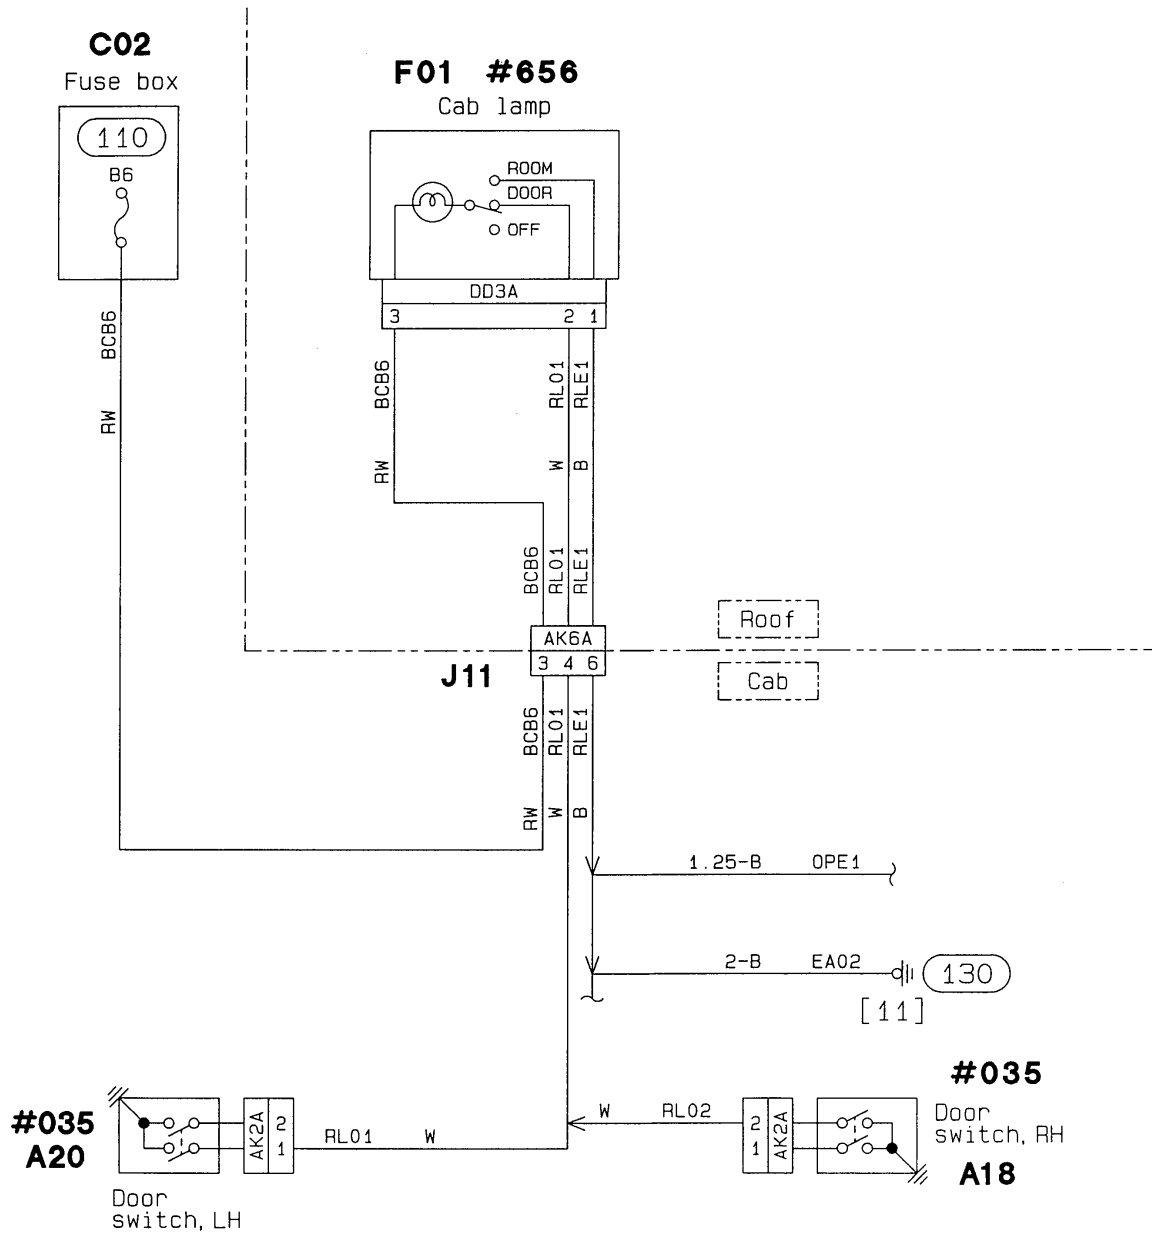 C02
Fuse box
110
B6
BCB6
RW
F01 #656
Cab lamp
ROOM
DOOR
OFF
DD3A
3 2 1
BCB6 RL01 RLE1
RW W B
BCB6 RL01 RLE1
AK6A
3 4 6
J11
Roof
Cab
BCB6 RL01 RLE1
RW W B
1.25-B OPE1
2-B EA02
130
[11]
#035
A20
AK2A
2
1
RL01 W
Door
switch, LH
W RL02
2
1
AK2A
#035
Door
switch, RH
A18